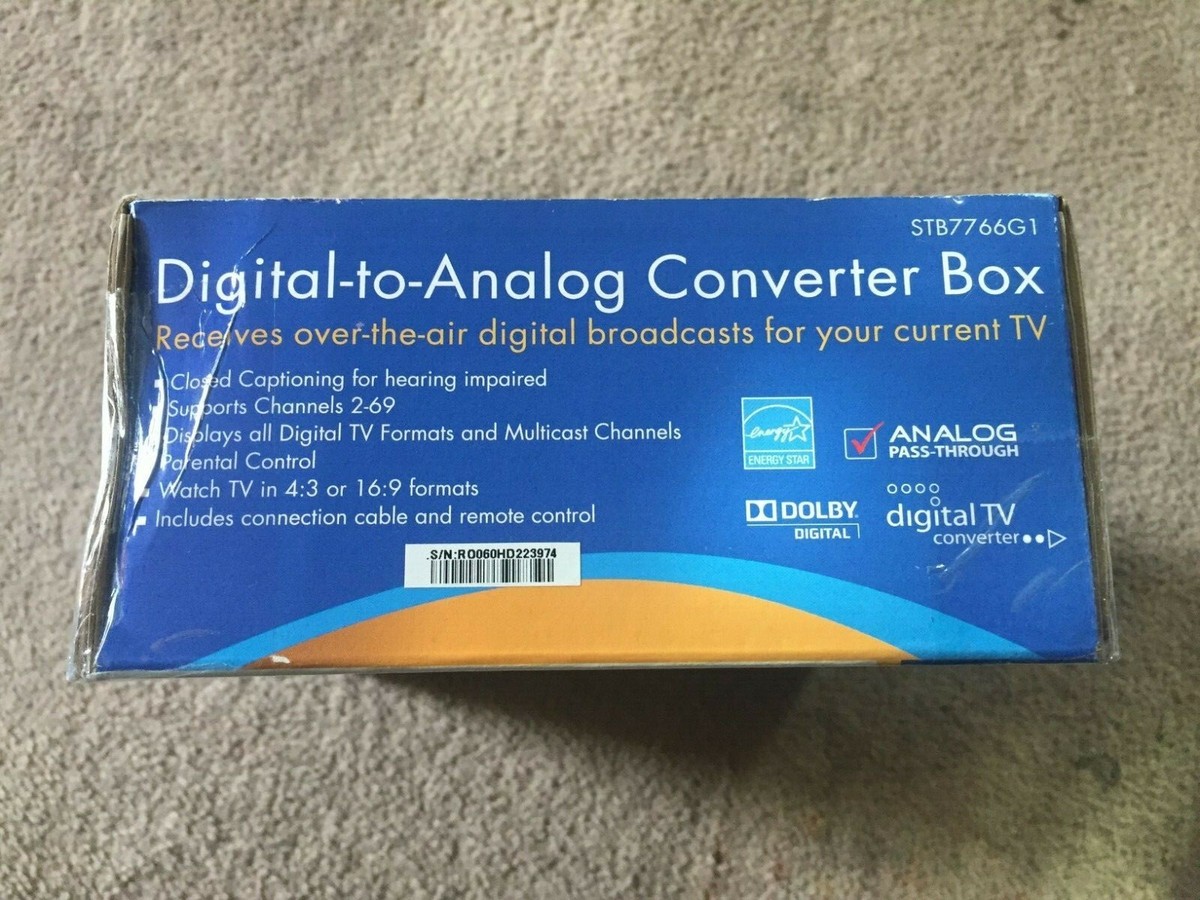 STB7766G1
Digital-to-Analog Converter Box
Receives over-the-air digital broadcasts for your current TV
Closed Captioning for hearing impaired
Supports Channels 2-69
Displays all Digital TV Formats and Multicast Channels
Parental Control
Watch TV in 4:3 or 16:9 formats
Includes connection cable and remote control
energy
ENERGY STAR
ANALOG
PASS-THROUGH
DOLBY
DIGITAL
digital TV
converter
S/N:RO060HD223974